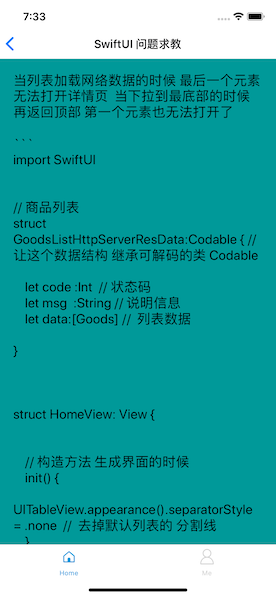 7:33
SwiftUI 问题求教
当列表加载网络数据的时候 最后一个元素
无法打开详情页 当下拉到最底部的时候
再返回顶部 第一个元素也无法打开了
```
import SwiftUI
// 商品列表
struct
GoodsListHttpServerResData:Codable { //
让这个数据结构 继承可解码的类 Codable
let code :Int // 状态码
let msg :String // 说明信息
let data:[Goods] // 列表数据
}
struct HomeView: View {
// 构造方法 生成界面的时候
init() {
UITableView.appearance().separatorStyle
= .none // 去掉默认列表的 分割线
}
Home
Me